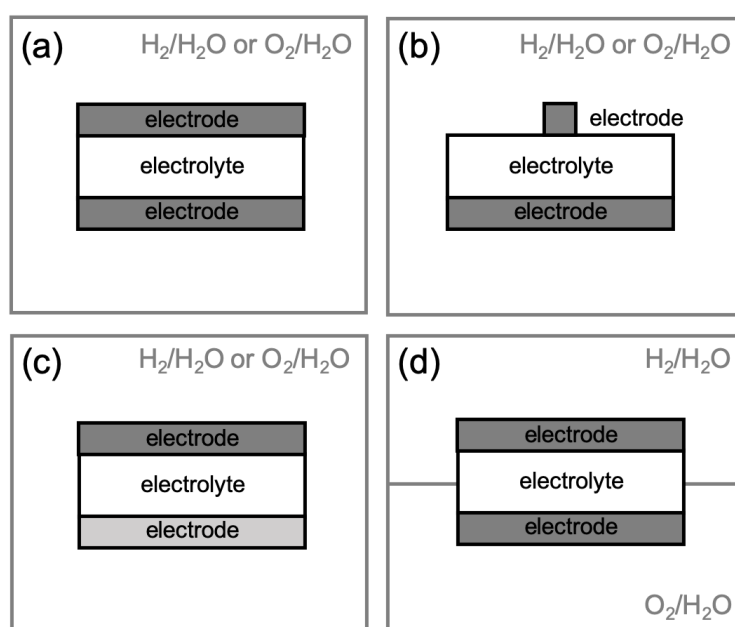 (a) H₂/H₂O or O₂/H₂O
electrode
electrolyte
electrode
(b) H₂/H₂O or O₂/H₂O
electrode
electrolyte
electrode
(c) H₂/H₂O or O₂/H₂O
electrode
electrolyte
electrode
(d) H₂/H₂O
electrode
electrolyte
electrode
O₂/H₂O